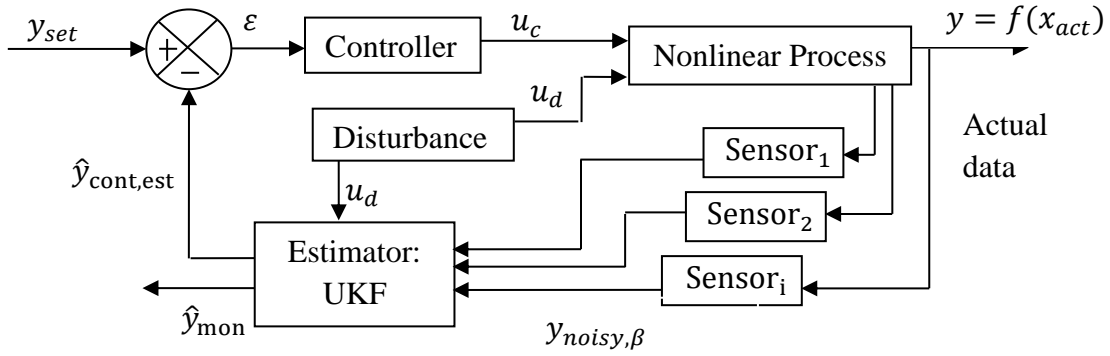 y_set
+
−
ε
Controller
u_c
Nonlinear Process
y = f(x_act)
u_d
Disturbance
Sensor_1
Actual
data
ŷ_cont,est
u_d
Sensor_2
Estimator:
UKF
Sensor_i
ŷ_mon
y_noisy,β